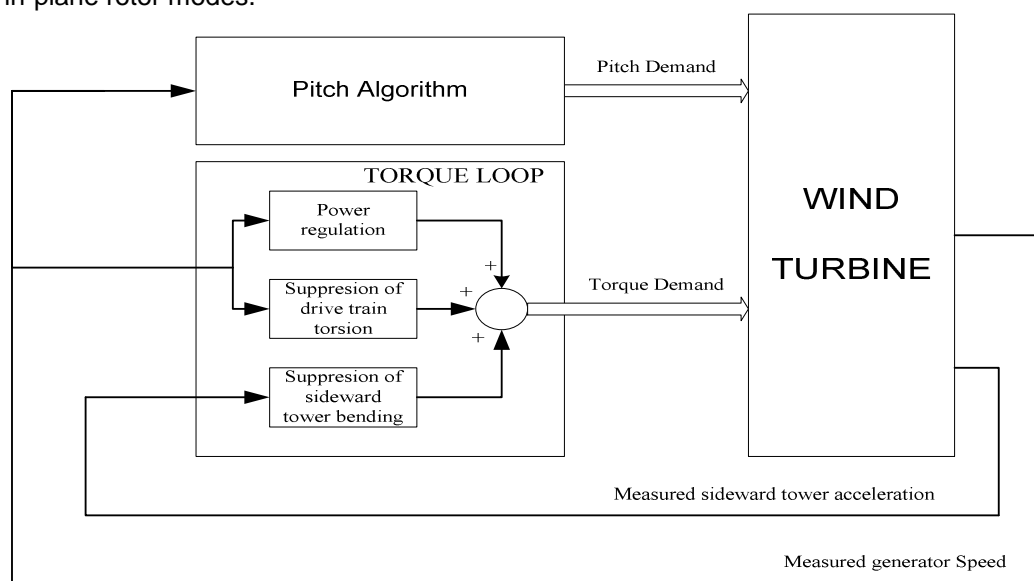 in-plane rotor modes.
Pitch Algorithm
Pitch Demand
WIND
TURBINE
TORQUE LOOP
Power
regulation
+
Suppresion of
drive train
torsion
+
+
Torque Demand
Suppresion of
sideward
tower bending
Measured sideward tower acceleration
Measured generator Speed